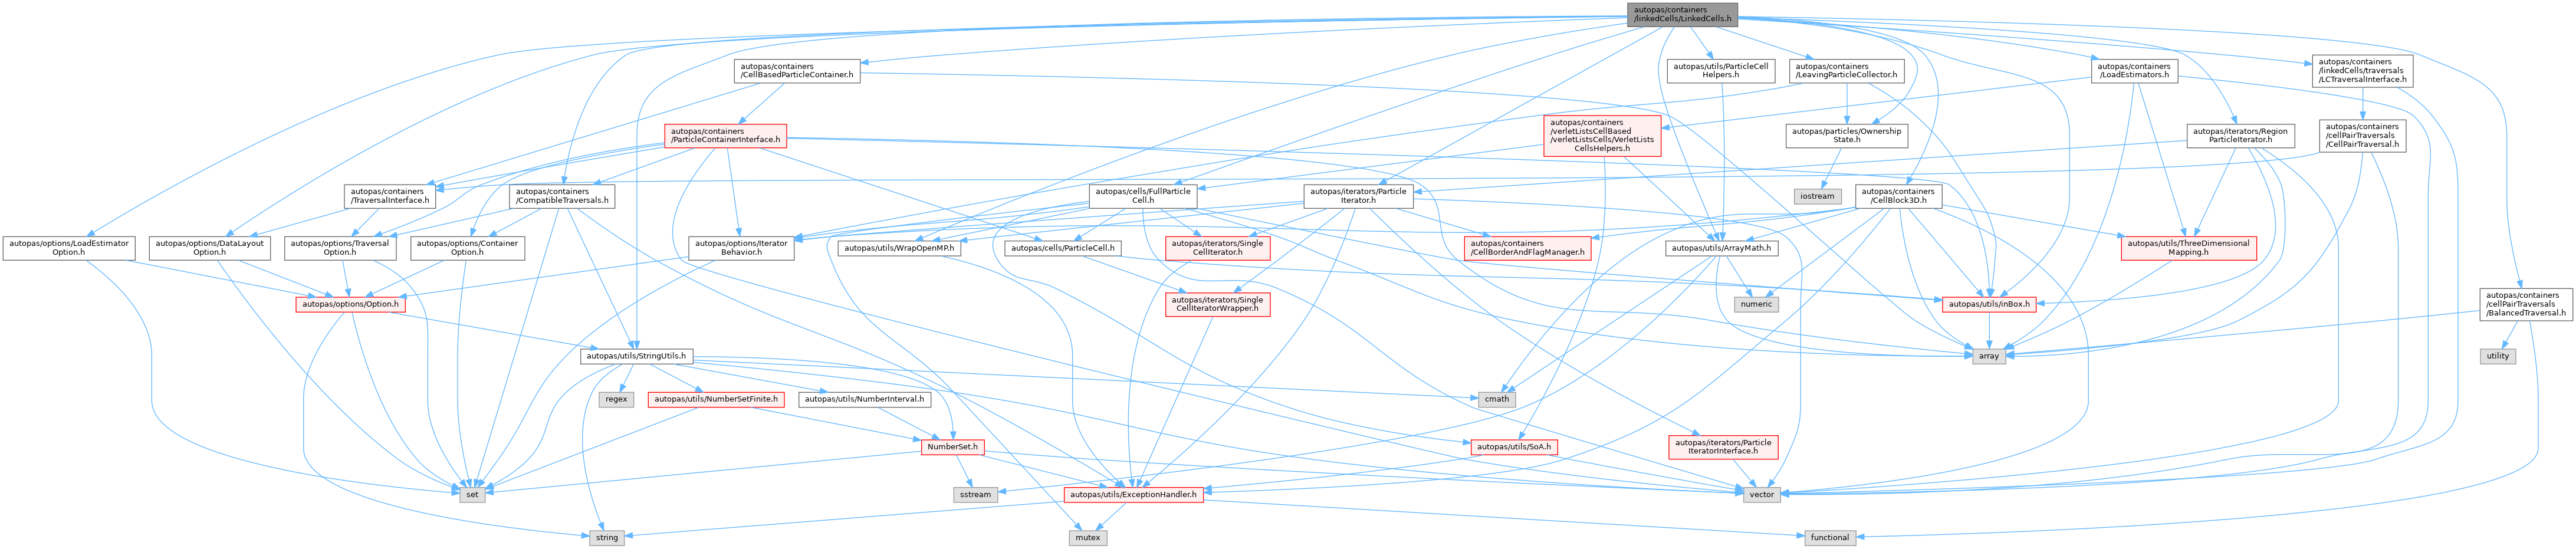 autopas/containers
/linkedCells/LinkedCells.h
autopas/containers
/CellBasedParticleContainer.h
autopas/utils/ParticleCell
Helpers.h
autopas/containers
/LeavingParticleCollector.h
autopas/containers
/LoadEstimators.h
autopas/containers
/linkedCells/traversals
/LCTraversalInterface.h
autopas/containers
/ParticleContainerInterface.h
autopas/containers
/verletListsCellBased
/verletListsCells/VerletLists
CellsHelpers.h
autopas/particles/Ownership
State.h
autopas/iterators/Region
ParticleIterator.h
autopas/containers
/cellPairTraversals
/CellPairTraversal.h
autopas/containers
/TraversalInterface.h
autopas/containers
/CompatibleTraversals.h
autopas/cells/FullParticle
Cell.h
autopas/iterators/Particle
Iterator.h
iostream
autopas/containers
/CellBlock3D.h
autopas/options/LoadEstimator
Option.h
autopas/options/DataLayout
Option.h
autopas/options/Traversal
Option.h
autopas/options/Container
Option.h
autopas/options/Iterator
Behavior.h
autopas/utils/WrapOpenMP.h
autopas/cells/ParticleCell.h
autopas/iterators/Single
CellIterator.h
autopas/containers
/CellBorderAndFlagManager.h
autopas/utils/ArrayMath.h
autopas/utils/ThreeDimensional
Mapping.h
autopas/options/Option.h
autopas/iterators/Single
CellIteratorWrapper.h
numeric
autopas/utils/inBox.h
autopas/containers
/cellPairTraversals
/BalancedTraversal.h
autopas/utils/StringUtils.h
array
utility
regex
autopas/utils/NumberSetFinite.h
autopas/utils/NumberInterval.h
cmath
NumberSet.h
autopas/utils/SoA.h
autopas/iterators/Particle
IteratorInterface.h
set
sstream
autopas/utils/ExceptionHandler.h
vector
string
mutex
functional